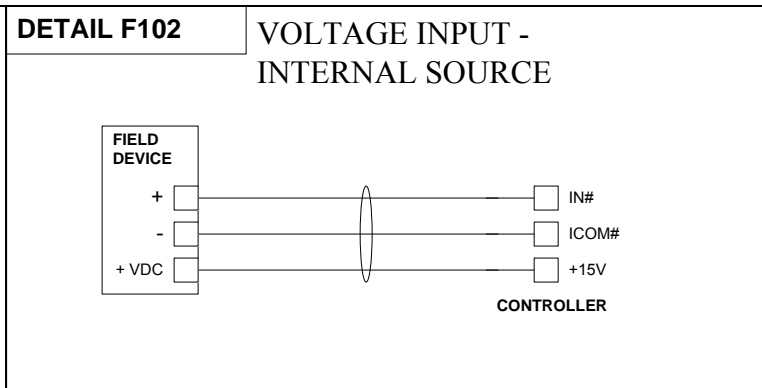 DETAIL F102
VOLTAGE INPUT -
INTERNAL SOURCE
FIELD
DEVICE
+
IN#
-
ICOM#
+ VDC
+15V
CONTROLLER